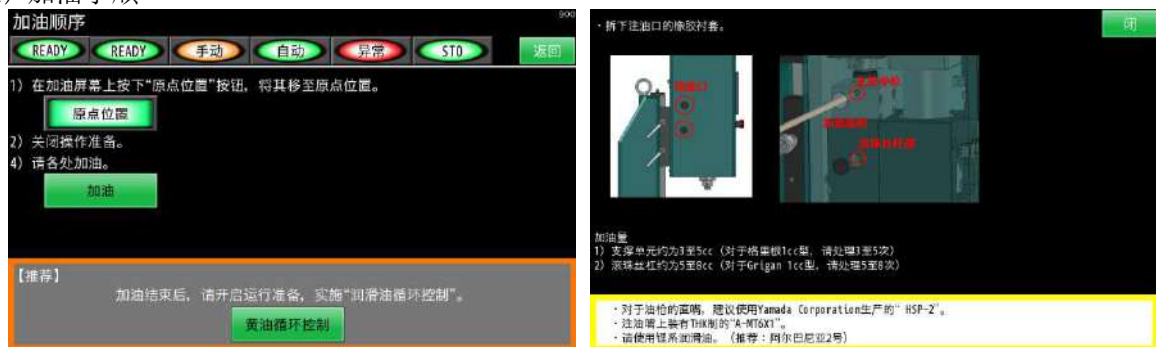 加油顺序
900
READY
READY
手动
自动
异常
STO
返回
1) 在加油屏幕上按下“原点位置”按钮, 将其移至原点位置。
原点位置
2) 关闭操作准备。
4) 请各处加油。
加油
【推荐】
加油结束后, 请开启运行准备, 实施“润滑油循环控制”。
黄油循环控制
・拆下注油口的橡胶衬套。
闭
加油量
1) 支撑单元约为3至5cc (对于格里根1cc型, 请处理3至5次)
2) 滚珠丝杠约为5至8cc (对于Grigan 1cc型, 请处理5至8次)
・对于油枪的直嘴, 建议使用Yamada Corporation生产的“ HSP-2”。
・注油嘴上装有THK制的“A-MT6X1”。
・请使用锂系润滑油。 (推荐：阿尔巴尼亚2号)